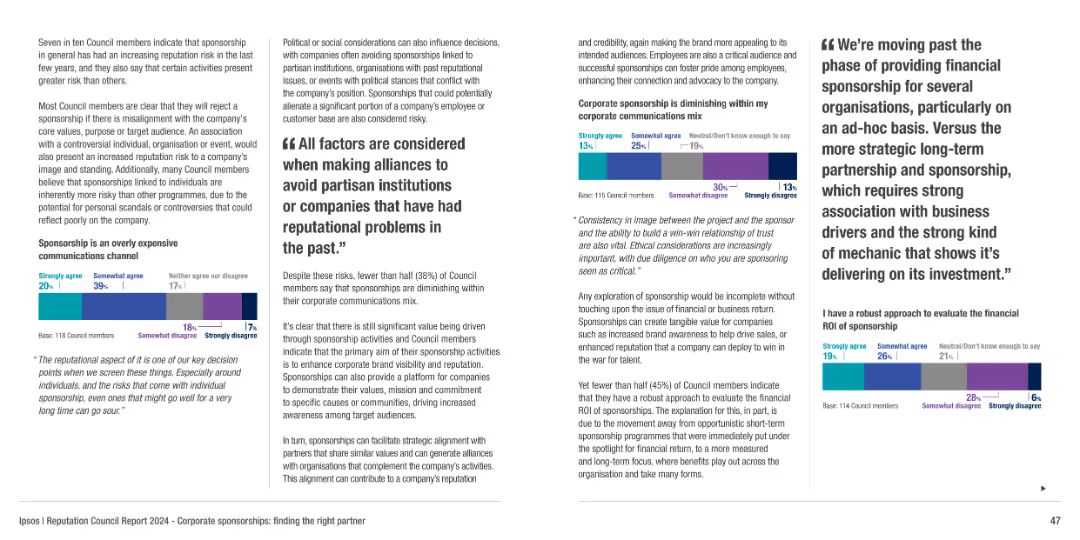 Seven in ten Council members indicate that sponsorship
in general has had an increasing reputation risk in the last
few years, and they also say that certain activities present
greater risk than others.
Most Council members are clear that they will reject a
sponsorship if there is misalignment with the company's
core values, purpose or target audience. An association
with a controversial individual, organisation or event, would
also present an increased reputation risk to a company's
image and standing. Additionally, many Council members
believe that sponsorships linked to individuals are
inherently more risky than other programmes, due to the
potential for personal scandals or controversies that could
reflect poorly on the company.
Sponsorship is an overly expensive
communications channel
Strongly agree Somewhat agree Neither agree nor disagree
20% 39% 17%
18% 7%
Base: 118 Council members Somewhat disagree Strongly disagree
"The reputational aspect of it is one of our key decision
points when we screen these things. Especially around
individuals, and the risks that come with individual
sponsorship, even ones that might go well for a very
long time can go sour."
Political or social considerations can also influence decisions,
with companies often avoiding sponsorships linked to
partisan institutions, organisations with past reputational
issues, or events with political stances that conflict with
the company's position. Sponsorships that could potentially
alienate a significant portion of a company's employee or
customer base are also considered risky.
"All factors are considered
when making alliances to
avoid partisan institutions
or companies that have had
reputational problems in
the past."
Despite these risks, fewer than half (38%) of Council
members say that sponsorships are diminishing within
their corporate communications mix.
It's clear that there is still significant value being driven
through sponsorship activities and Council members
indicate that the primary aim of their sponsorship activities
is to enhance corporate brand visibility and reputation.
Sponsorships can also provide a platform for companies
to demonstrate their values, mission and commitment
to specific causes or communities, driving increased
awareness among target audiences.
In turn, sponsorships can facilitate strategic alignment with
partners that share similar values and can generate alliances
with organisations that complement the company's activities.
This alignment can contribute to a company's reputation
and credibility, again making the brand more appealing to its
intended audiences. Employees are also a critical audience and
successful sponsorships can foster pride among employees,
enhancing their connection and advocacy to the company.
Corporate sponsorship is diminishing within my
corporate communications mix
Strongly agree Somewhat agree Neutral/Don't know enough to say
13% 25% 19%
30% 13%
Base: 115 Council members Somewhat disagree Strongly disagree
"Consistency in image between the project and the sponsor
and the ability to build a win–win relationship of trust
are also vital. Ethical considerations are increasingly
important, with due diligence on who you are sponsoring
seen as critical."
Any exploration of sponsorship would be incomplete without
touching upon the issue of financial or business return.
Sponsorships can create tangible value for companies
such as increased brand awareness to help drive sales, or
enhanced reputation that a company can deploy to win in
the war for talent.
Yet fewer than half (45%) of Council members indicate
that they have a robust approach to evaluate the financial
ROI of sponsorships. The explanation for this, in part, is
due to the movement away from opportunistic short-term
sponsorship programmes that were immediately put under
the spotlight for financial return, to a more measured
and long-term focus, where benefits play out across the
organisation and take many forms.
"We're moving past the
phase of providing financial
sponsorship for several
organisations, particularly on
an ad-hoc basis. Versus the
more strategic long-term
partnership and sponsorship,
which requires strong
association with business
drivers and the strong kind
of mechanic that shows it's
delivering on its investment."
I have a robust approach to evaluate the financial
ROI of sponsorship
Strongly agree Somewhat agree Neutral/Don't know enough to say
19% 26% 21%
28% 6%
Base: 114 Council members Somewhat disagree Strongly disagree
Ipsos | Reputation Council Report 2024 - Corporate sponsorships: finding the right partner
47